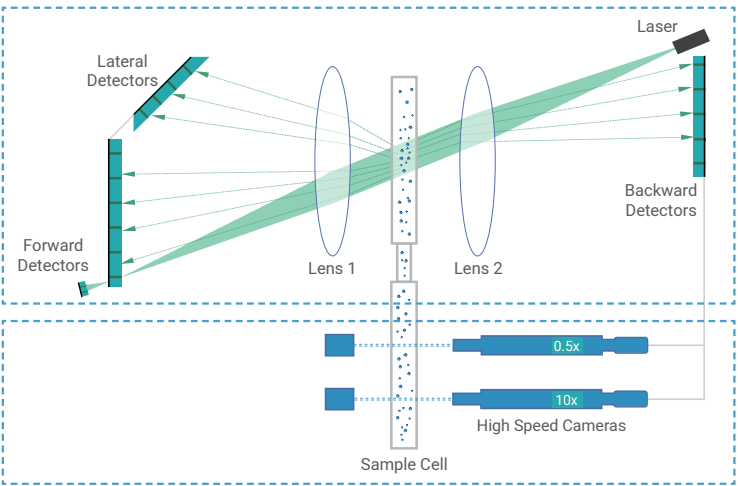 Laser
Lateral
Detectors
Backward
Detectors
Forward
Detectors
Lens 1
Lens 2
0.5x
10x
High Speed Cameras
Sample Cell